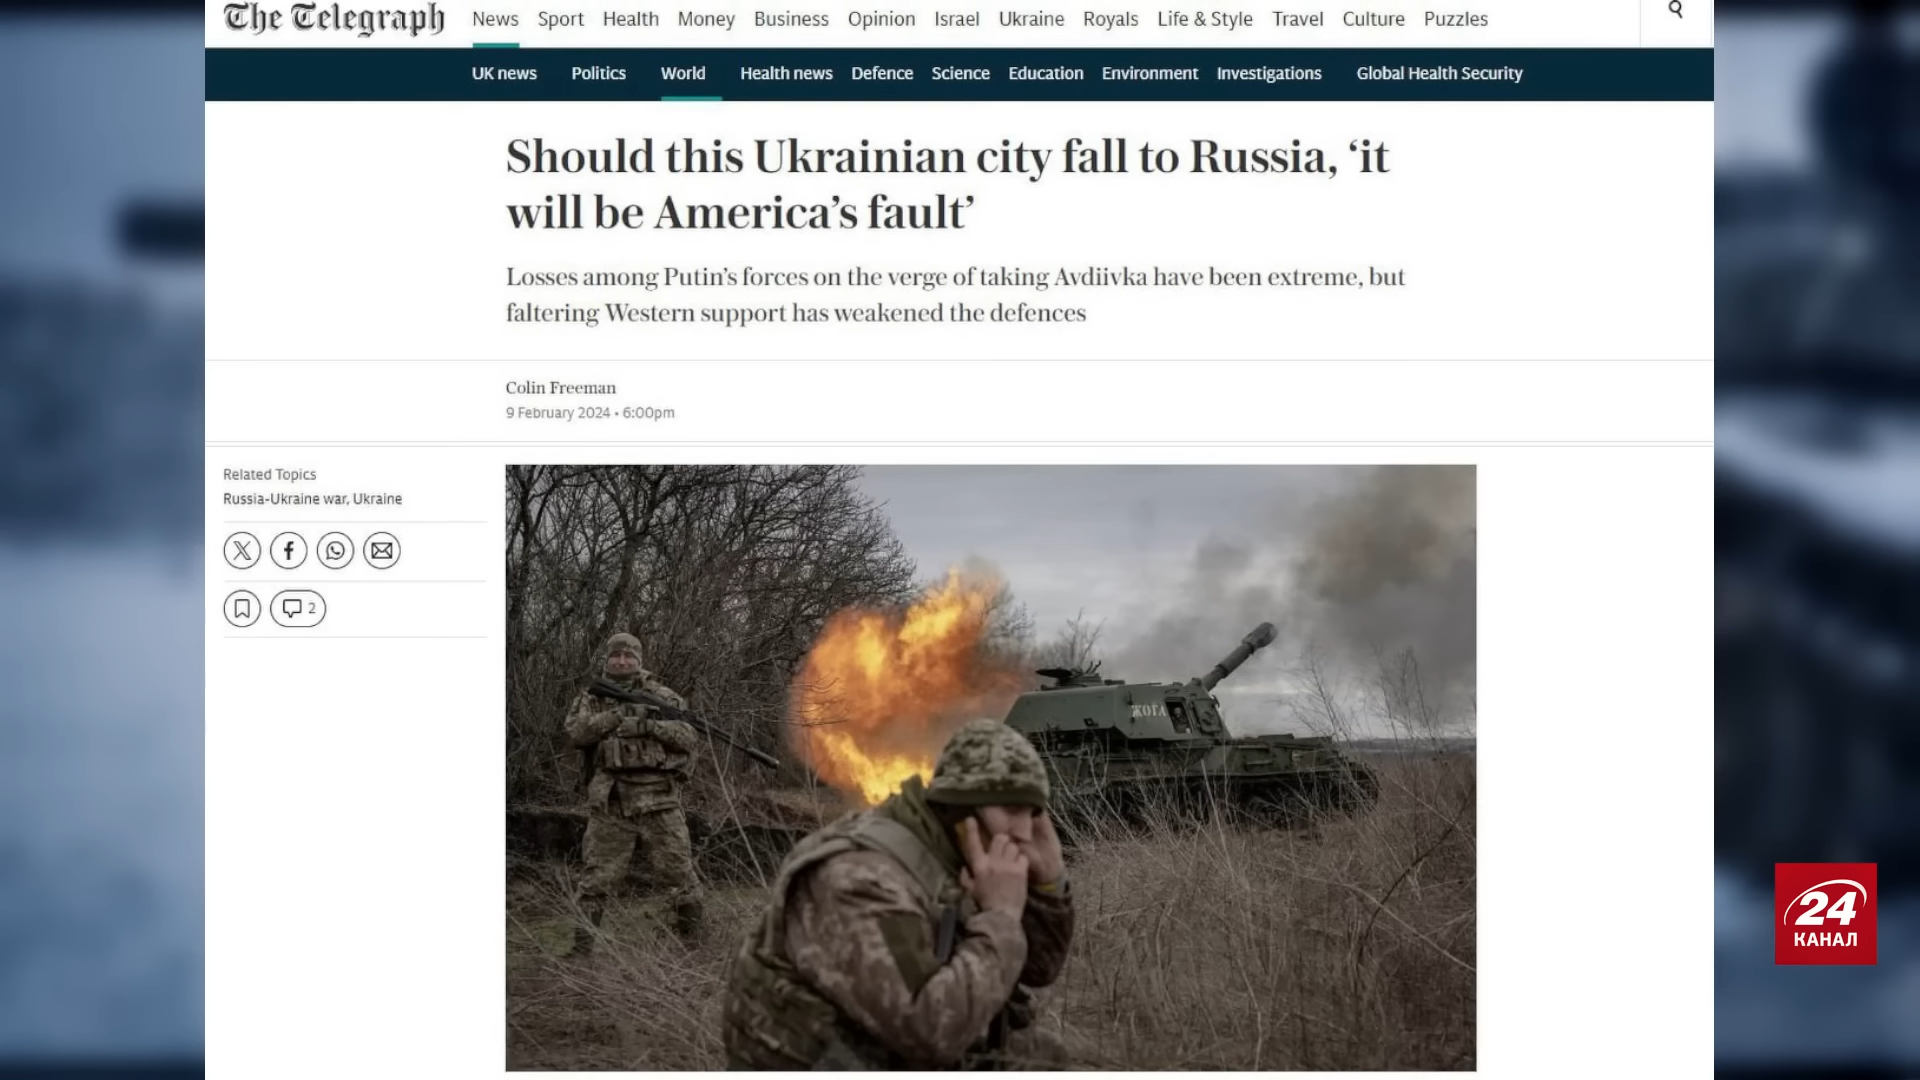 The Telegraph
News Sport Health Money Business Opinion Israel Ukraine Royals Life & Style Travel Culture Puzzles
UK news Politics World Health news Defence Science Education Environment Investigations Global Health Security
Should this Ukrainian city fall to Russia, ‘it
will be America’s fault’
Losses among Putin’s forces on the verge of taking Avdiivka have been extreme, but
faltering Western support has weakened the defences
Colin Freeman
9 February 2024 • 6:00pm
Related Topics
Russia-Ukraine war, Ukraine
2
ЖОГА
24
КАНАЛ